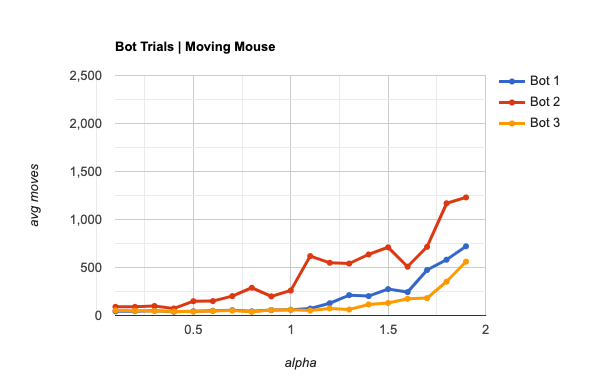 Bot Trials | Moving Mouse
2,500
2,000
1,500
1,000
500
0
avg moves
0.5
1
1.5
2
alpha
Bot 1
Bot 2
Bot 3